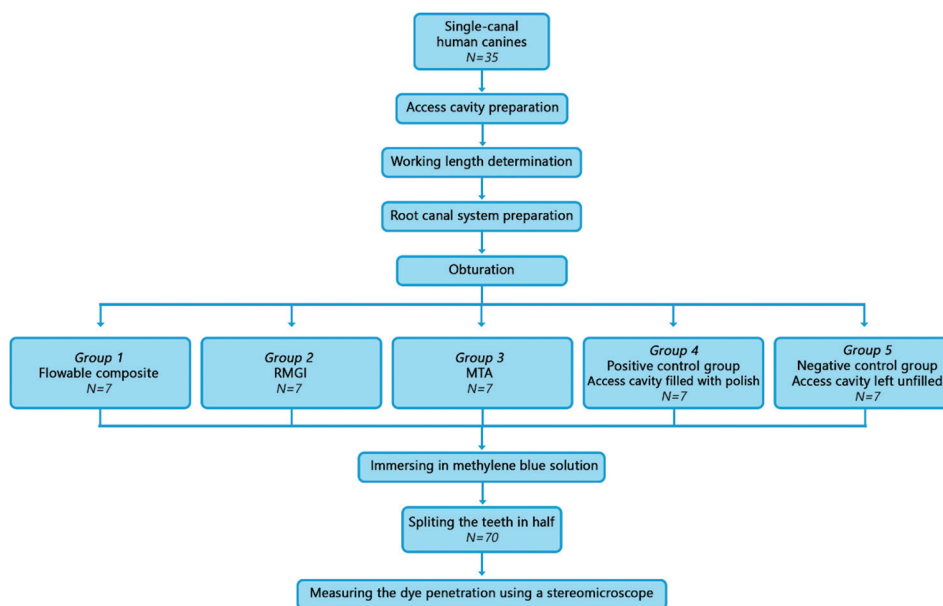 Single-canal
human canines
N=35
Access cavity preparation
Working length determination
Root canal system preparation
Obturation
Group 1
Flowable composite
N=7
Group 2
RMGI
N=7
Group 3
MTA
N=7
Group 4
Positive control group
Access cavity filled with polish
N=7
Group 5
Negative control group
Access cavity left unfilled
N=7
Immersing in methylene blue solution
Spliting the teeth in half
N=70
Measuring the dye penetration using a stereomicroscope